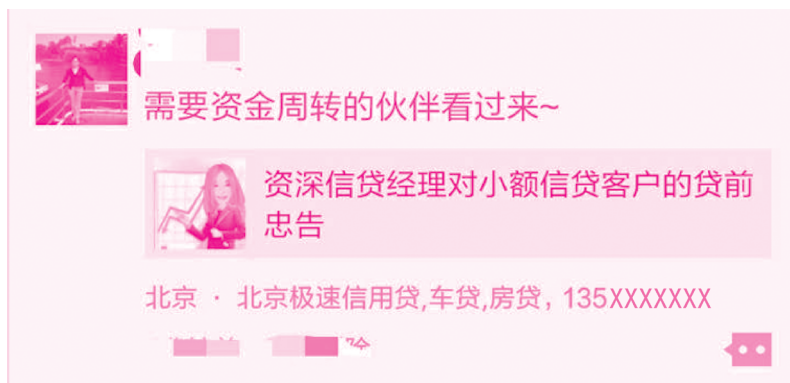 需要资金周转的伙伴看过来~
资深信贷经理对小额信贷客户的贷前
忠告
北京 · 北京极速信用贷,车贷,房贷，135XXXXXXX